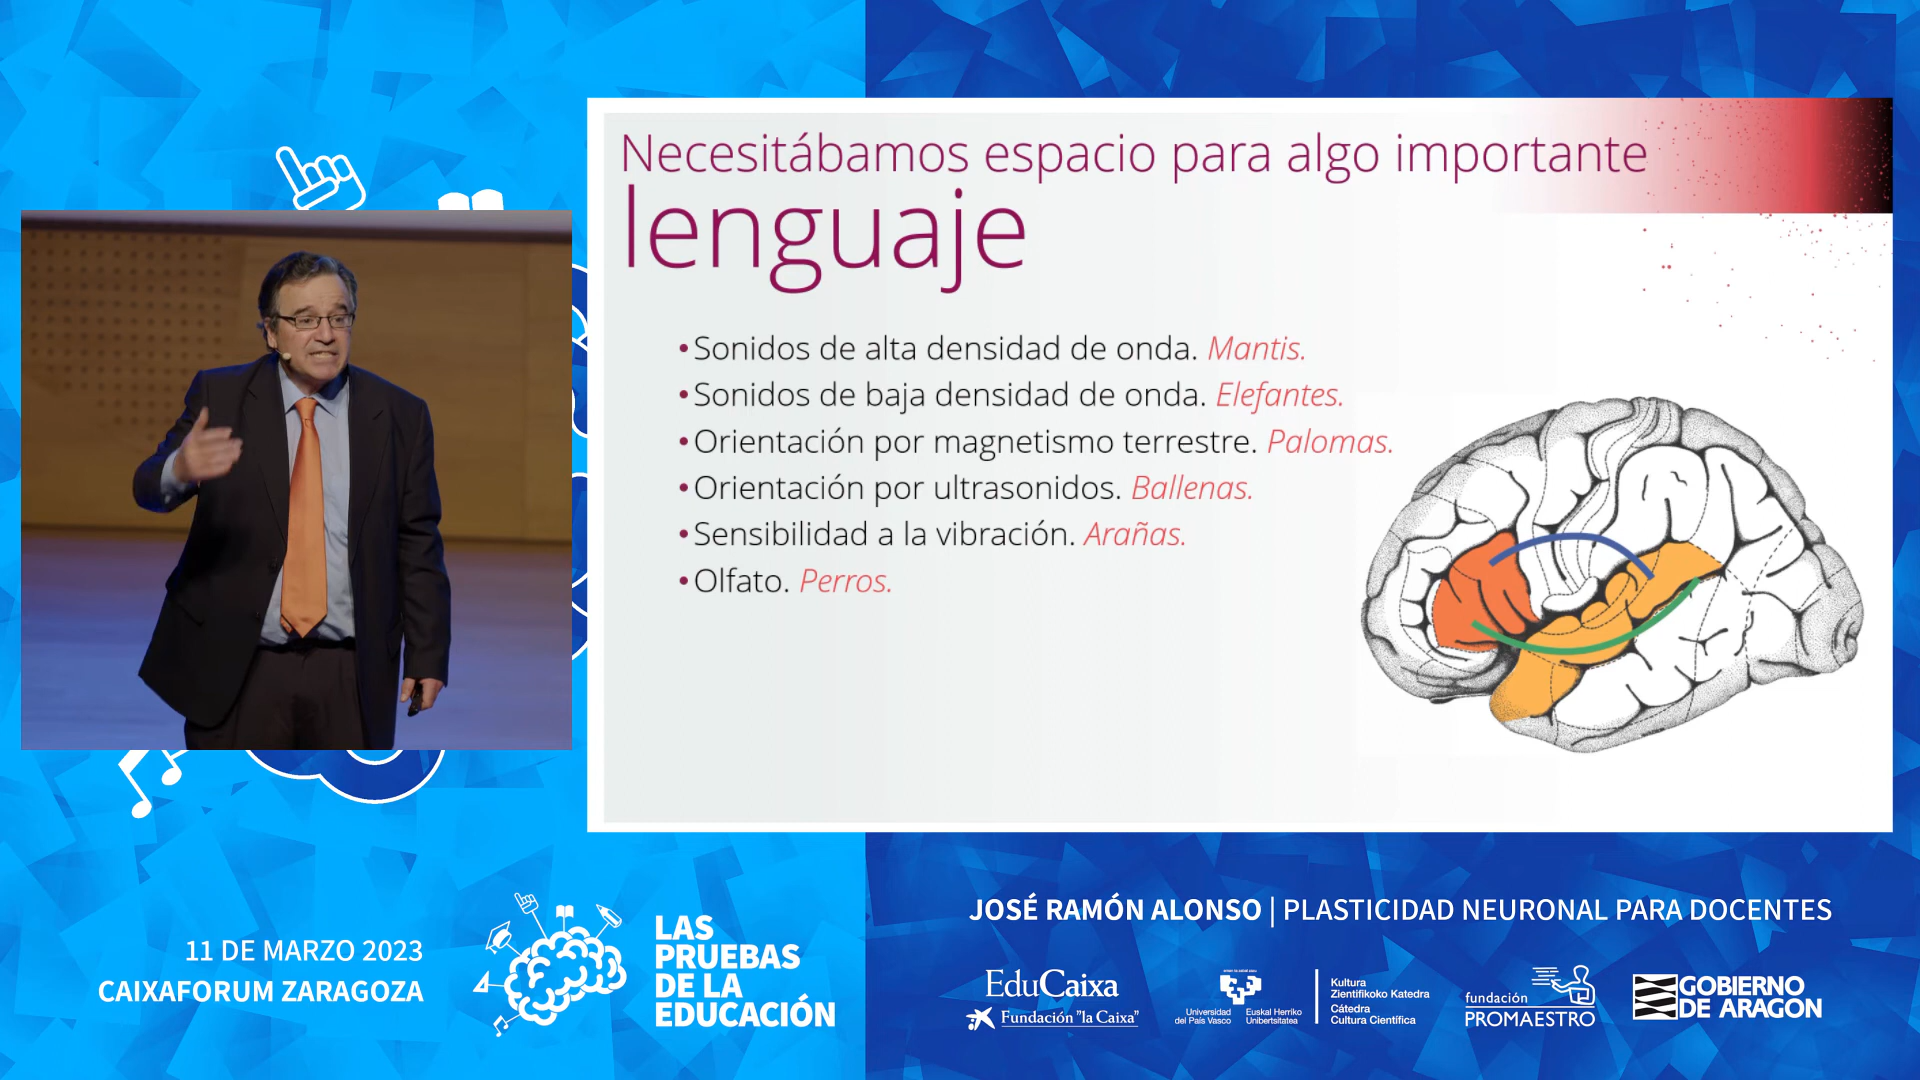 Necesitábamos espacio para algo importante
lenguaje
•Sonidos de alta densidad de onda. Mantis.
•Sonidos de baja densidad de onda. Elefantes.
•Orientación por magnetismo terrestre. Palomas.
•Orientación por ultrasonidos. Ballenas.
•Sensibilidad a la vibración. Arañas.
•Olfato. Perros.
11 DE MARZO 2023
CAIXAFORUM ZARAGOZA
LAS
PRUEBAS
DE LA
EDUCACIÓN
JOSÉ RAMÓN ALONSO | PLASTICIDAD NEURONAL PARA DOCENTES
EduCaixa
Fundación "la Caixa"
Universidad
del País Vasco
Euskal Herriko
Unibertsitatea
Kultura
Zientifikoko Katedra
Cátedra
Cultura Científica
fundación
PROMAESTRO
GOBIERNO
DE ARAGON